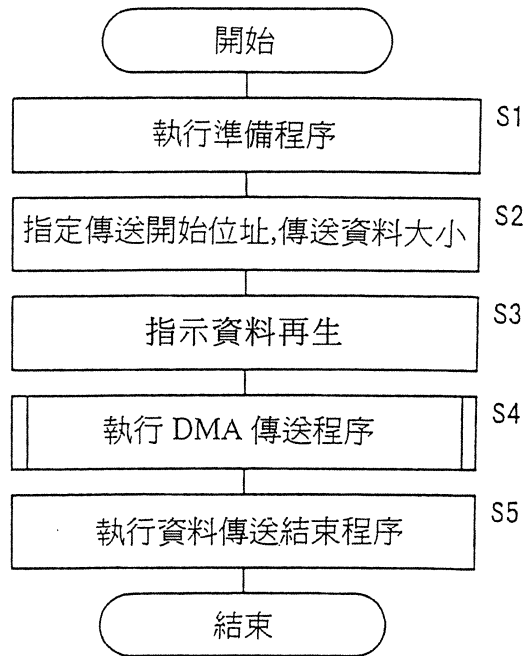 開始
執行準備程序 S1
指定傳送開始位址,傳送資料大小 S2
指示資料再生 S3
執行 DMA 傳送程序 S4
執行資料傳送結束程序 S5
結束